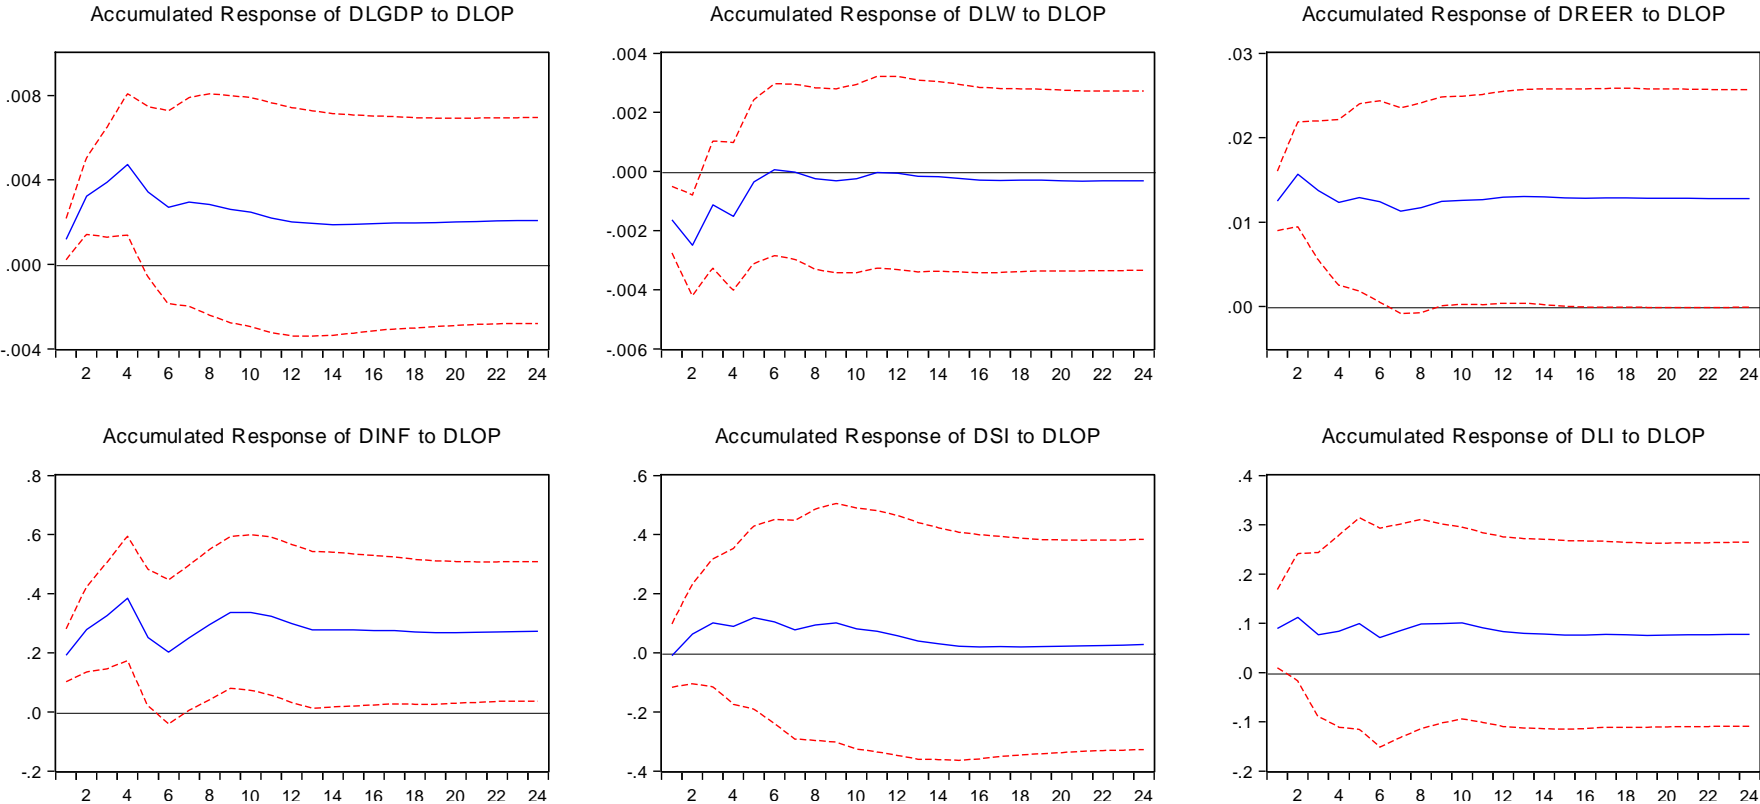 Accumulated Response of DLGDP to DLOP
.008
.004
.000
-.004
2 4 6 8 10 12 14 16 18 20 22 24
Accumulated Response of DLW to DLOP
.004
.002
.000
-.002
-.004
-.006
2 4 6 8 10 12 14 16 18 20 22 24
Accumulated Response of DREER to DLOP
.03
.02
.01
.00
2 4 6 8 10 12 14 16 18 20 22 24
Accumulated Response of DINF to DLOP
.8
.6
.4
.2
.0
-.2
2 4 6 8 10 12 14 16 18 20 22 24
Accumulated Response of DSI to DLOP
.6
.4
.2
.0
-.2
-.4
2 4 6 8 10 12 14 16 18 20 22 24
Accumulated Response of DLI to DLOP
.4
.3
.2
.1
.0
-.1
-.2
2 4 6 8 10 12 14 16 18 20 22 24